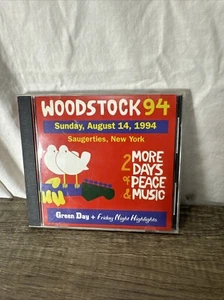 WOODSTOCK 94
Sunday, August 14, 1994
Saugerties, New York
2 MORE
DAYS
of PEACE
& MUSIC
Green Day + Friday Night Highlights